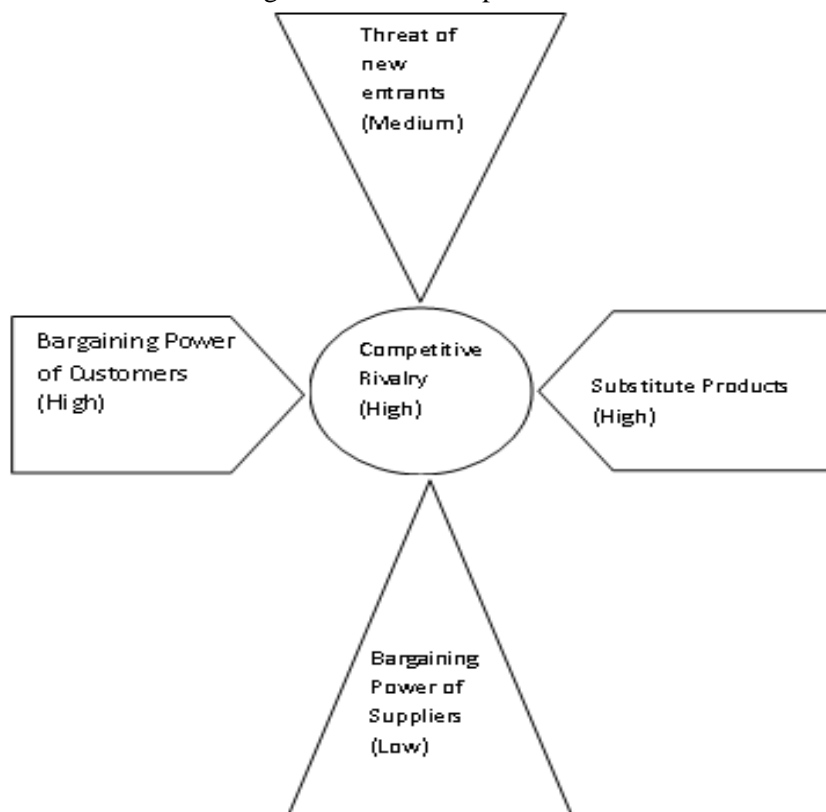 Threat of
new
entrants
(Medium)
Bargaining Power
of Customers
(High)
Competitive
Rivalry
(High)
Substitute Products
(High)
Bargaining
Power of
Suppliers
(Low)